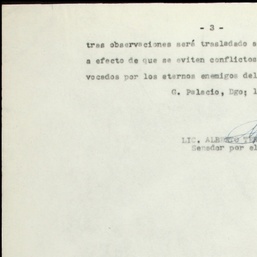 - 3 -
tras observaciones será trasladado a
a efecto de que se eviten conflictos
vocados por los eternos enemigos del
G. Palacio, Dgo; 1
LIC. ALBERTO
Senador por el